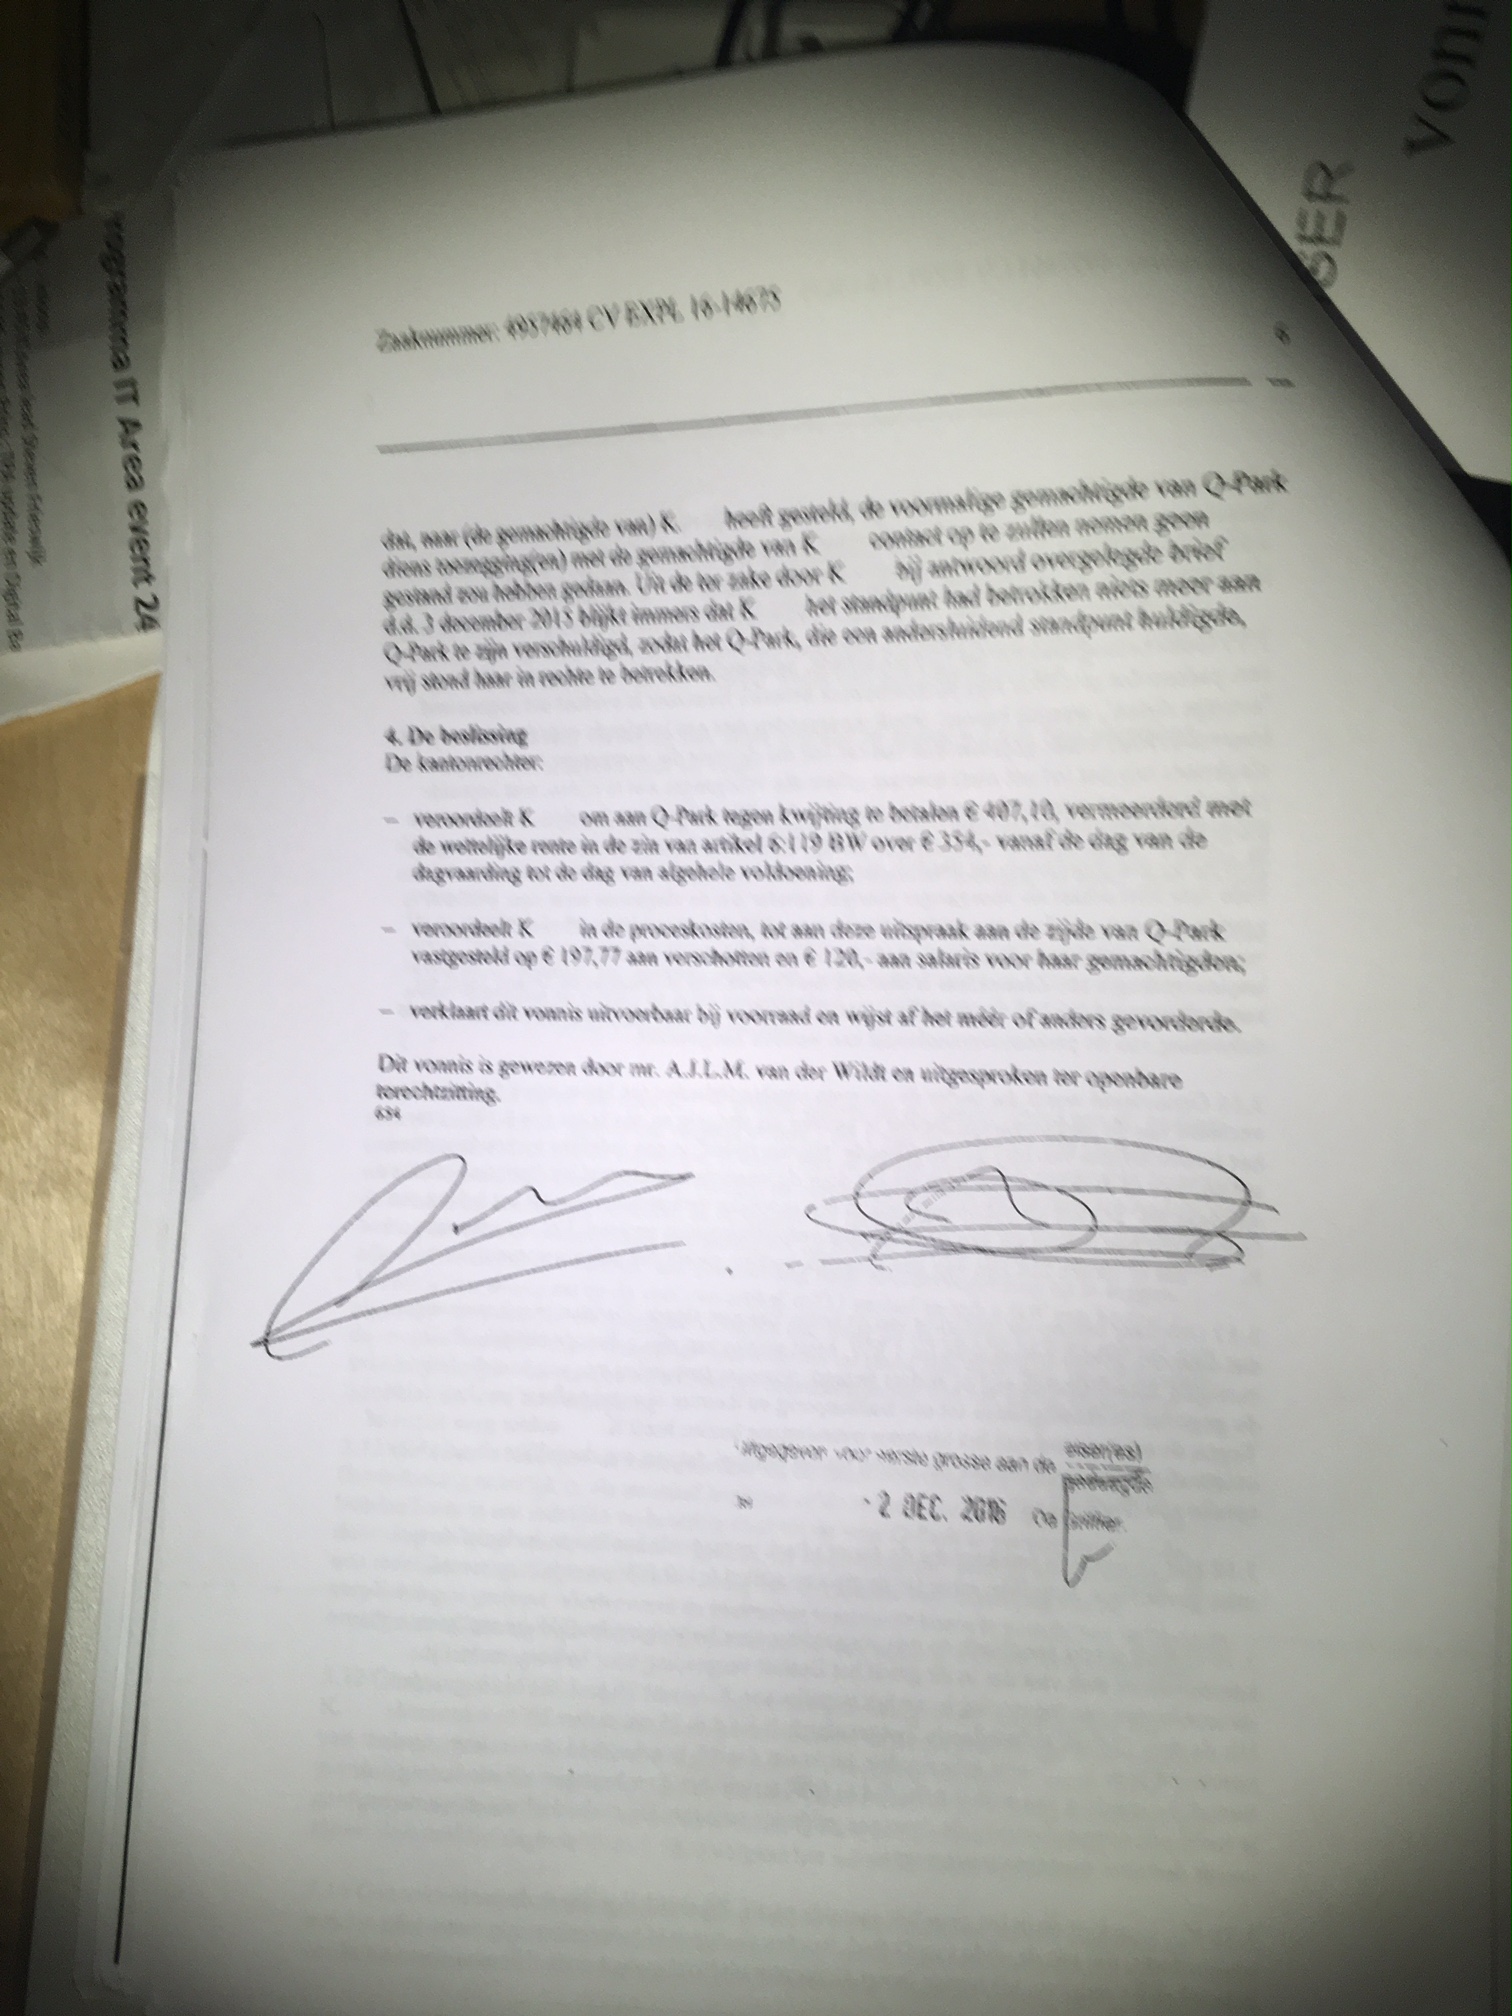 Zaaknummer: 4957464 CV EXPL 16-14675
6
dat, naar (de gemachtigde van) K. heeft gesteld, de voormalige gemachtigde van Q-Park
diens toezegging(en) met de gemachtigde van K contact op te zullen nemen geen
gestand zou hebben gedaan. Uit de ter zake door K bij antwoord overgelegde brief
d.d. 3 december 2015 blijkt immers dat K het standpunt had betrokken niets meer aan
Q-Park te zijn verschuldigd, zodat het Q-Park, die een andersluidend standpunt huldigde,
vrij stond haar in rechte te betrekken.
4. De beslissing
De kantonrechter:
– veroordeelt K om aan Q-Park tegen kwijting te betalen € 407,10, vermeerderd met
de wettelijke rente in de zin van artikel 6:119 BW over € 354,- vanaf de dag van de
dagvaarding tot de dag van algehele voldoening;
– veroordeelt K in de proceskosten, tot aan deze uitspraak aan de zijde van Q-Park
vastgesteld op € 197,77 aan verschotten en € 120,- aan salaris voor haar gemachtigden;
– verklaart dit vonnis uitvoerbaar bij voorraad en wijst af het méér of anders gevorderde.
Dit vonnis is gewezen door mr. A.J.L.M. van der Wildt en uitgesproken ter openbare
terechtzitting.
654
Uitgegeven voor eerste grosse aan de eiser(es)
gedaagde
- 2 DEC. 2016 De griffier.
rogramma IT Area event 24
SER
VON